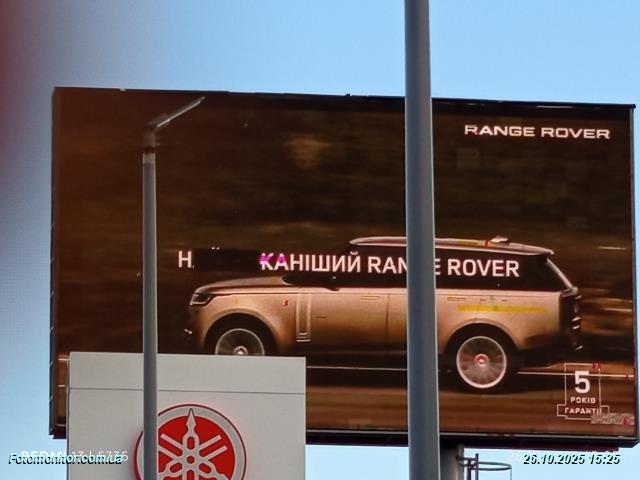 RANGE ROVER
КАНІШИЙ RANGE ROVER
5
РОКІВ
ГАРАНТІЇ
Fotomonitor.com.ua
26.10.2025 15:25